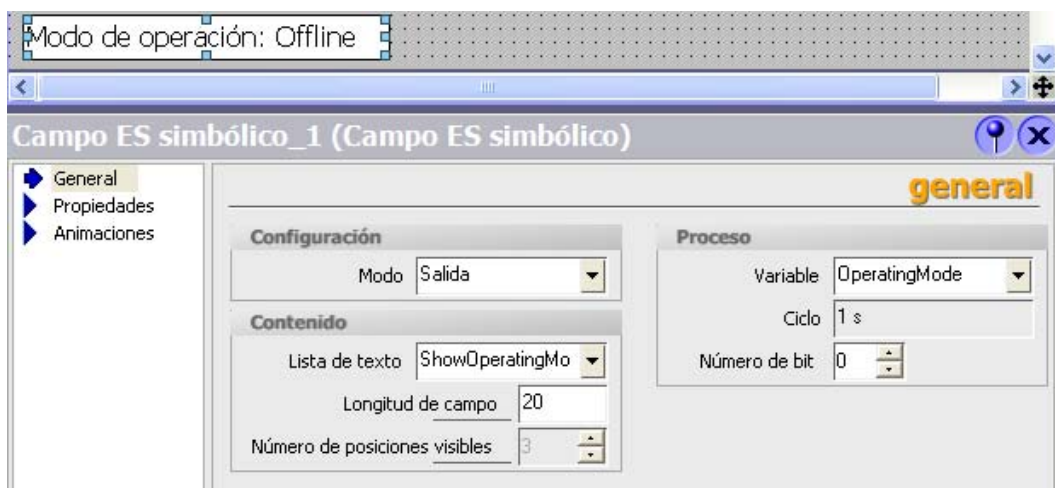 Modo de operación: Offline
Campo ES simbólico_1 (Campo ES simbólico)
General
Propiedades
Animaciones
general
Configuración
Modo Salida
Contenido
Lista de texto ShowOperatingMo
Longitud de campo 20
Número de posiciones visibles 3
Proceso
Variable OperatingMode
Ciclo 1 s
Número de bit 0